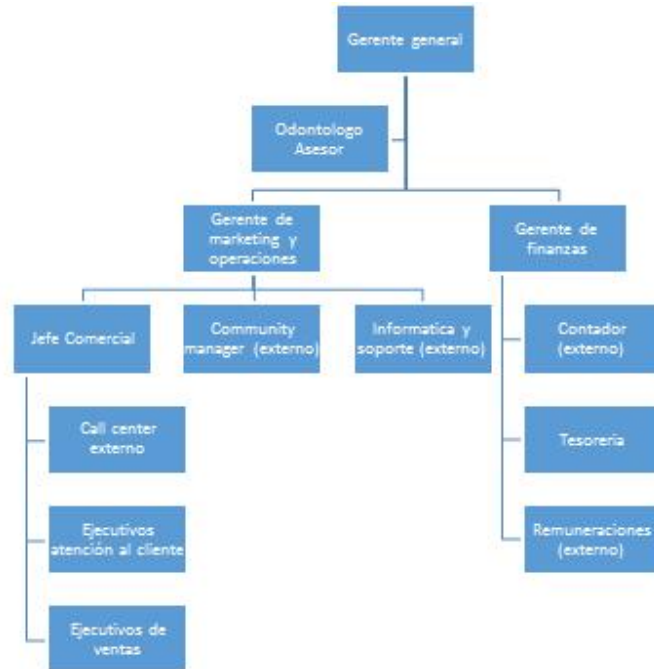 Gerente general
Odontologo
Asesor
Gerente de
marketing y
operaciones
Gerente de
finanzas
Jefe Comercial
Community
manager (externo)
Informatica y
soporte (externo)
Contador
(externo)
Call center
externo
Tesoreria
Ejecutivos
atención al cliente
Remuneraciones
(externo)
Ejecutivos de
ventas